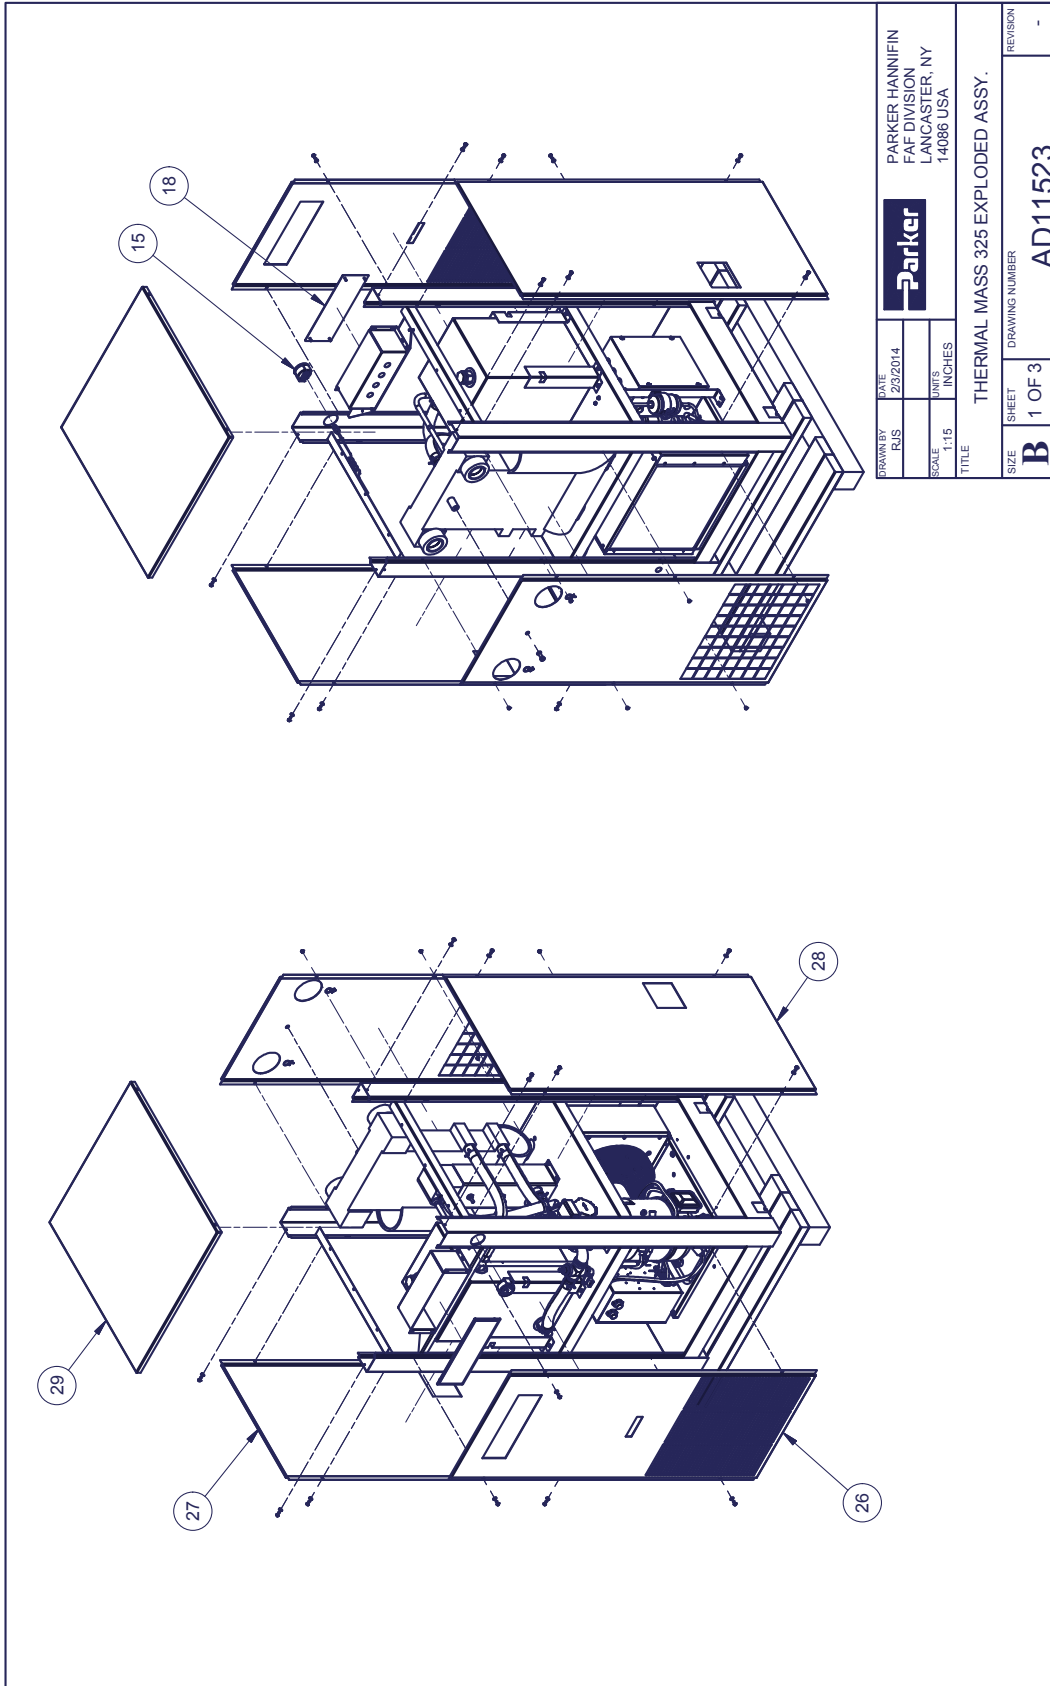 29
27
26
28
15
18
DRAWN BY
RJS
DATE
2/3/2014
SCALE
1:15
UNITS
INCHES
Parker
PARKER HANNIFIN
FAF DIVISION
LANCASTER, NY
14086 USA
TITLE
THERMAL MASS 325 EXPLODED ASSY.
SIZE
B
SHEET
1 OF 3
DRAWING NUMBER
AD11523
REVISION
-